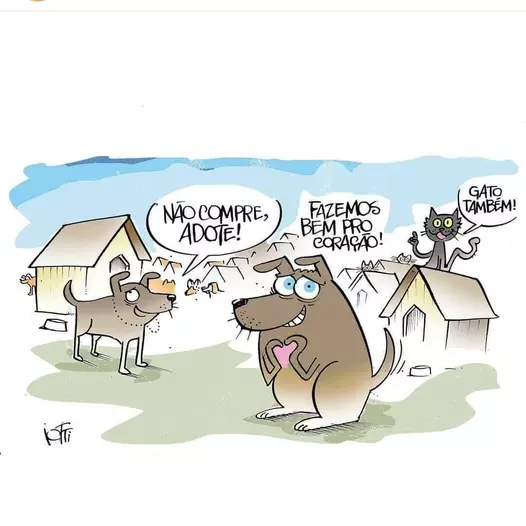 NÃO COMPRE,
ADOTE!
FAZEMOS
BEM PRO
CORAÇÃO!
GATO
TAMBÉM!
iotti